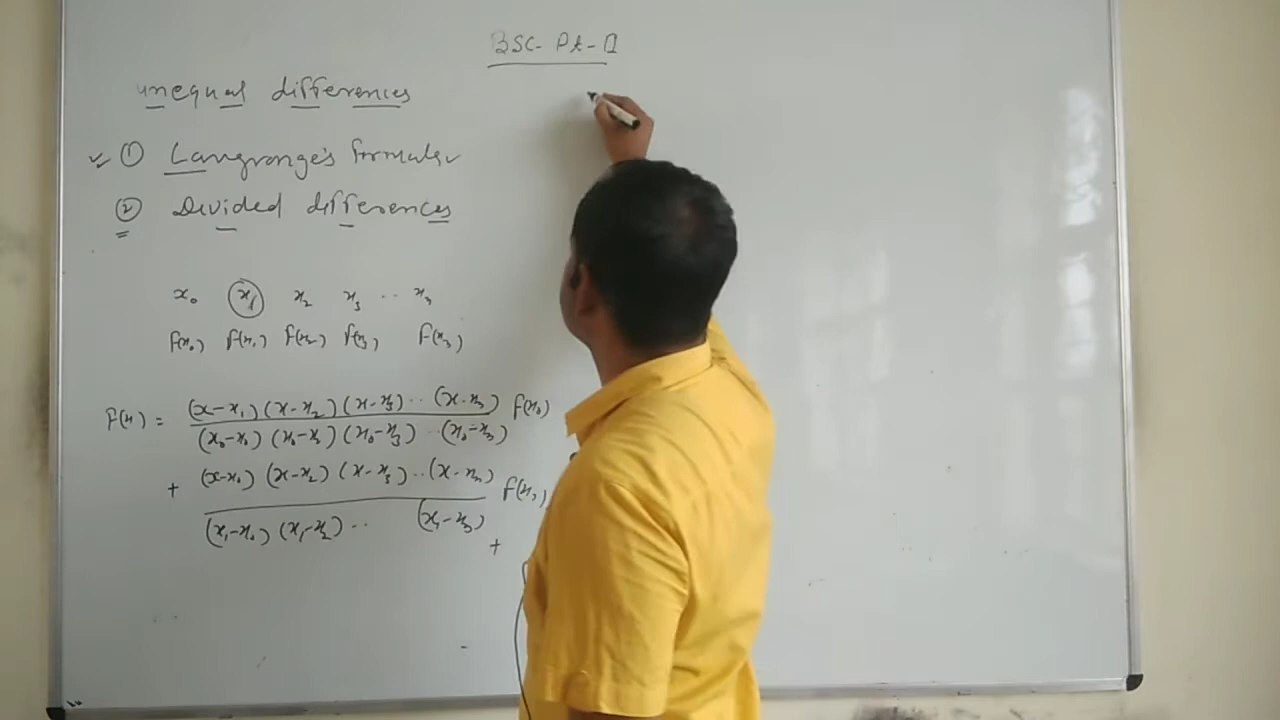 BSC- Pt-II
unequal differences
① Langronge's formula
② Divided differences
x₀ x₁ x₂ x₃ .. xₙ
f(x₀) f(x₁) f(x₂) f(x₃) f(xₙ)
f(x) = (x-x₁)(x-x₂)(x-x₃)..(x-xₙ) f(x₀)
(x₀-x₁)(x₀-x₂)(x₀-x₃)..(x₀-xₙ)
+ (x-x₀)(x-x₂)(x-x₃)..(x-xₙ) f(x₁)
(x₁-x₀)(x₁-x₂).. (x₁-xₙ)
+